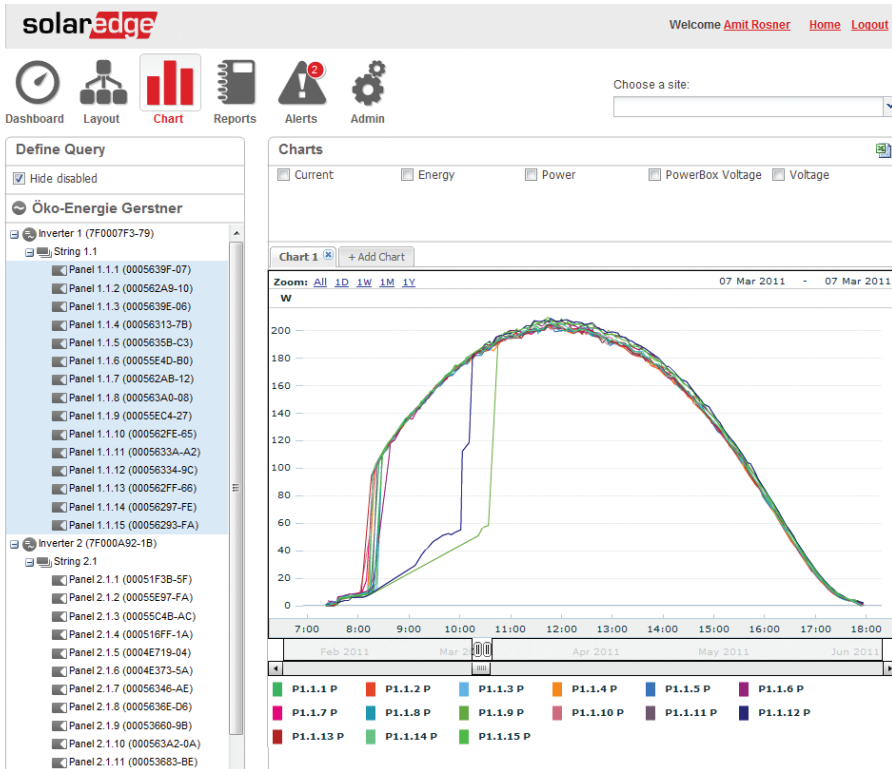 solaredge
Welcome Amit Rosner Home Logout
2
Dashboard Layout Chart Reports Alerts Admin
Choose a site:
Define Query
Hide disabled
Öko-Energie Gerstner
Inverter 1 (7F0007F3-79)
String 1.1
Panel 1.1.1 (0005639F-07)
Panel 1.1.2 (000562A9-10)
Panel 1.1.3 (0005639E-06)
Panel 1.1.4 (00056313-7B)
Panel 1.1.5 (0005635B-C3)
Panel 1.1.6 (00055E4D-B0)
Panel 1.1.7 (000562AB-12)
Panel 1.1.8 (000563A0-08)
Panel 1.1.9 (00055EC4-27)
Panel 1.1.10 (000562FE-65)
Panel 1.1.11 (0005633A-A2)
Panel 1.1.12 (00056334-9C)
Panel 1.1.13 (000562FF-66)
Panel 1.1.14 (00056297-FE)
Panel 1.1.15 (00056293-FA)
Inverter 2 (7F000A92-1B)
String 2.1
Panel 2.1.1 (00051F3B-5F)
Panel 2.1.2 (00055E97-FA)
Panel 2.1.3 (00055C4B-AC)
Panel 2.1.4 (000516FF-1A)
Panel 2.1.5 (0004E719-04)
Panel 2.1.6 (0004E373-5A)
Panel 2.1.7 (00056346-AE)
Panel 2.1.8 (0005636E-D6)
Panel 2.1.9 (00053660-9B)
Panel 2.1.10 (000563A2-0A)
Panel 2.1.11 (00053683-BE)
Charts
Current Energy Power PowerBox Voltage Voltage
Chart 1 + Add Chart
Zoom: All 1D 1W 1M 1Y 07 Mar 2011 - 07 Mar 2011
W
200
180
160
140
120
100
80
60
40
20
0
7:00 8:00 9:00 10:00 11:00 12:00 13:00 14:00 15:00 16:00 17:00 18:00
Feb 2011 Mar 2 Apr 2011 May 2011 Jun 2011
P1.1.1 P P1.1.2 P P1.1.3 P P1.1.4 P P1.1.5 P P1.1.6 P
P1.1.7 P P1.1.8 P P1.1.9 P P1.1.10 P P1.1.11 P P1.1.12 P
P1.1.13 P P1.1.14 P P1.1.15 P